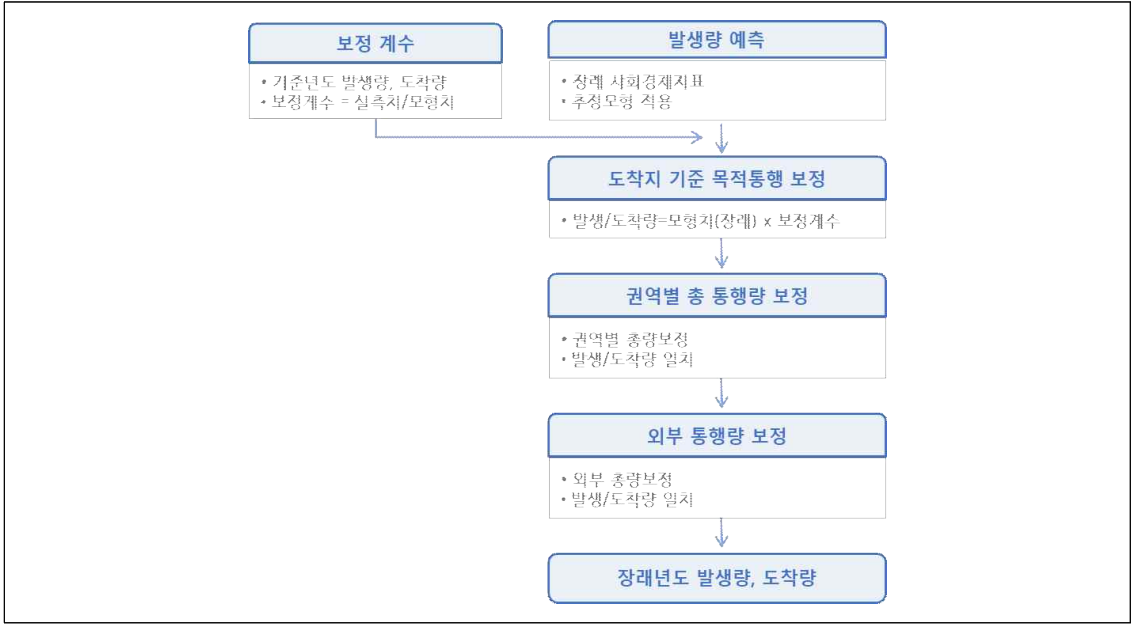 보정 계수
• 기준년도 발생량, 도착량
• 보정계수 = 실측치/모형치
발생량 예측
• 장래 사회경제지표
• 추정모형 적용
도착지 기준 목적통행 보정
• 발생/도착량=모형치(장래) x 보정계수
권역별 총 통행량 보정
• 권역별 총량보정
• 발생/도착량 일치
외부 통행량 보정
• 외부 총량보정
• 발생/도착량 일치
장래년도 발생량, 도착량